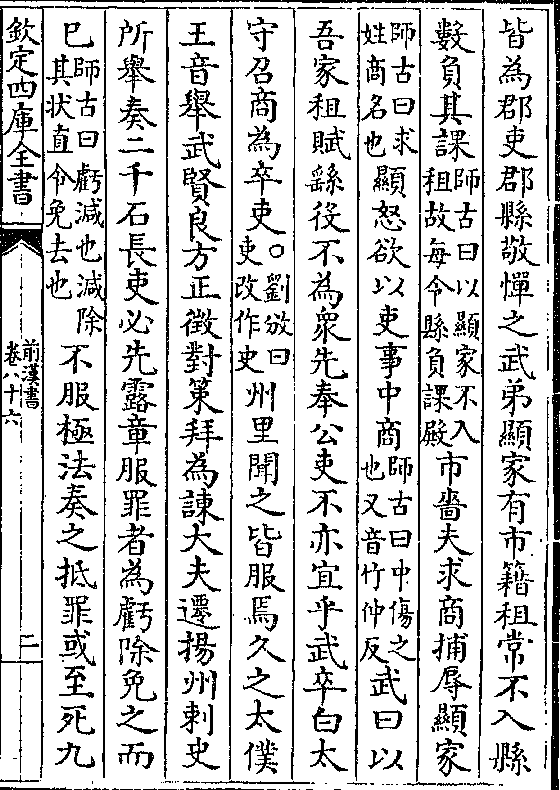 皆為郡吏郡縣敬憚之武弟顯家有市籍租常不入縣
數負其課師古曰以顯家不入租故每令縣負課殿市嗇夫求商捕辱顯家
師古曰求姓商名也顯怒欲以吏事中商師古曰中傷之也又音竹仲反武曰以
吾家租賦繇役不為衆先奉公吏不亦宜乎武卒白太
守召商為卒吏○劉攽曰吏改作史州里聞之皆服焉久之太僕
王音舉武賢良方正徵對策拜為諫大夫遷揚州刺史
所舉奏二千石長吏必先露章服罪者為虧除免之而
已師古曰虧減也減除其狀直令免去也不服極法奏之抵罪或至死九
欽定四庫全書
前漢書
卷八十六
二